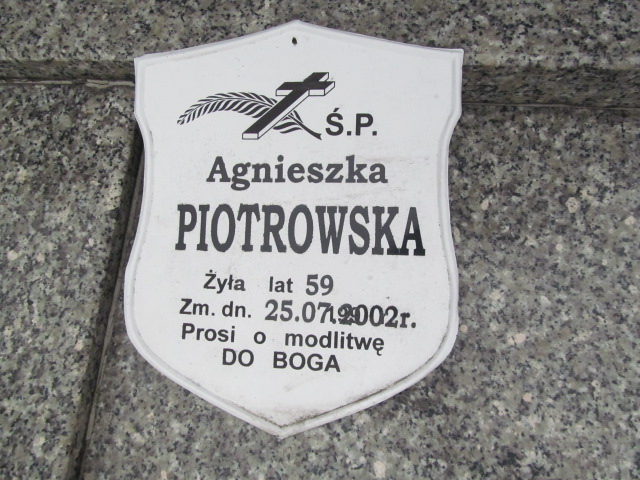 Ś.P.
Agnieszka
PIOTROWSKA
Żyła lat 59
Zm. dn. 25.07.2002r.
Prosi o modlitwę
DO BOGA